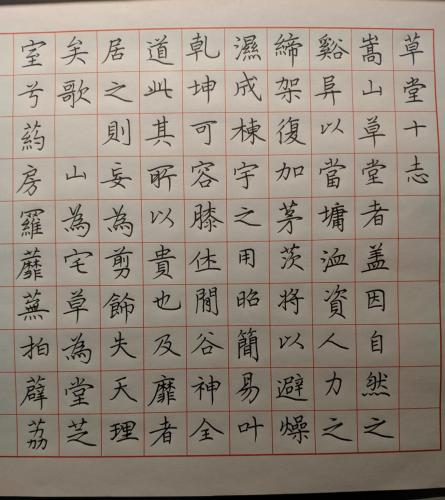 草堂十志
嵩山草堂者盖因自然之
谿阜以當墉洫資人力之
締架復加茅茨將以避燥
濕成棟宇之用昭簡易叶
乹坤可容膝休閒谷神全
道此其所以貴也及靡者
居之則妄為剪飾失天理
矣歌山為宅草為堂芝
室兮葯房羅蘼蕪拍薜荔